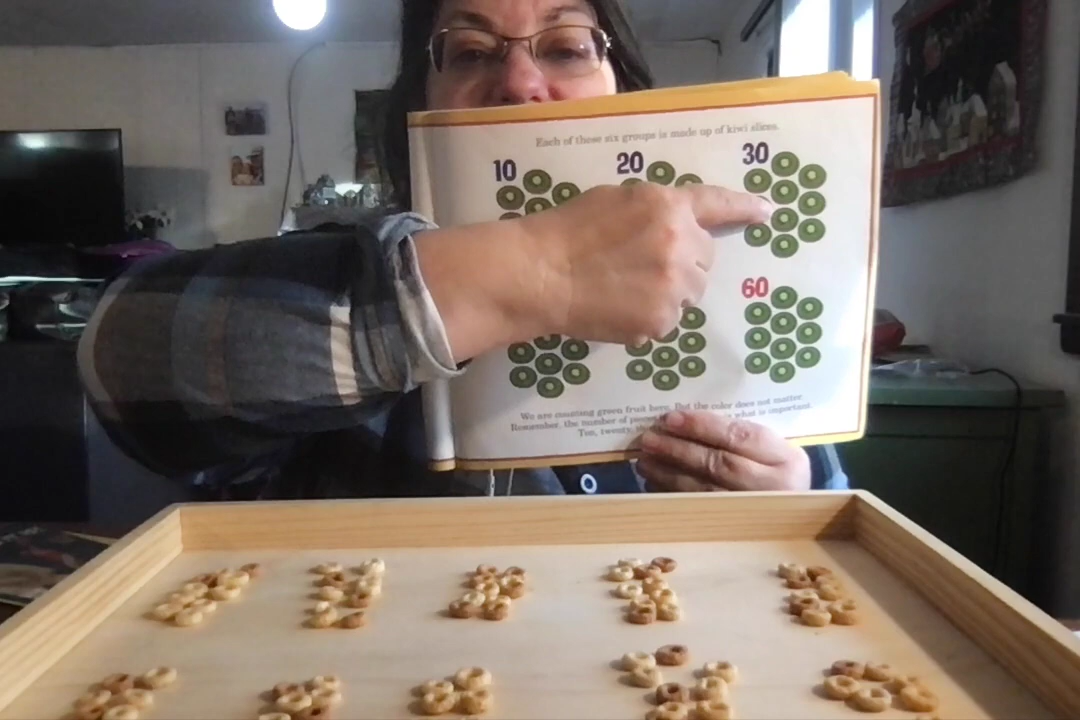 Each of these six groups is made up of kiwi slices.
10 20 30
60
We are counting green fruit here. But the color does not matter.
Remember, the number of pieces what is important.
Ten, twenty,